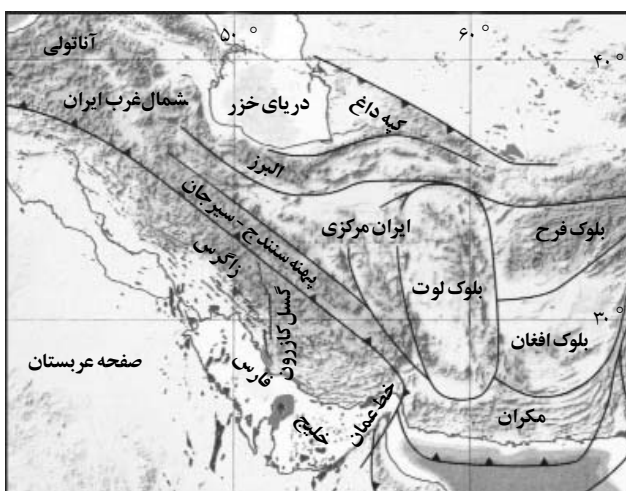 ۵۰°
۶۰°
۴۰°
آناتولی
شمال غرب ایران
دریای خزر
کپه داغ
البرز
پهنه سنندج - سیرجان
ایران مرکزی
بلوک فرح
زاگرس
گسل کازرون
بلوک لوت
۳۰°
بلوک افغان
صفحه عربستان
خلیج فارس
خط عمان
مکران